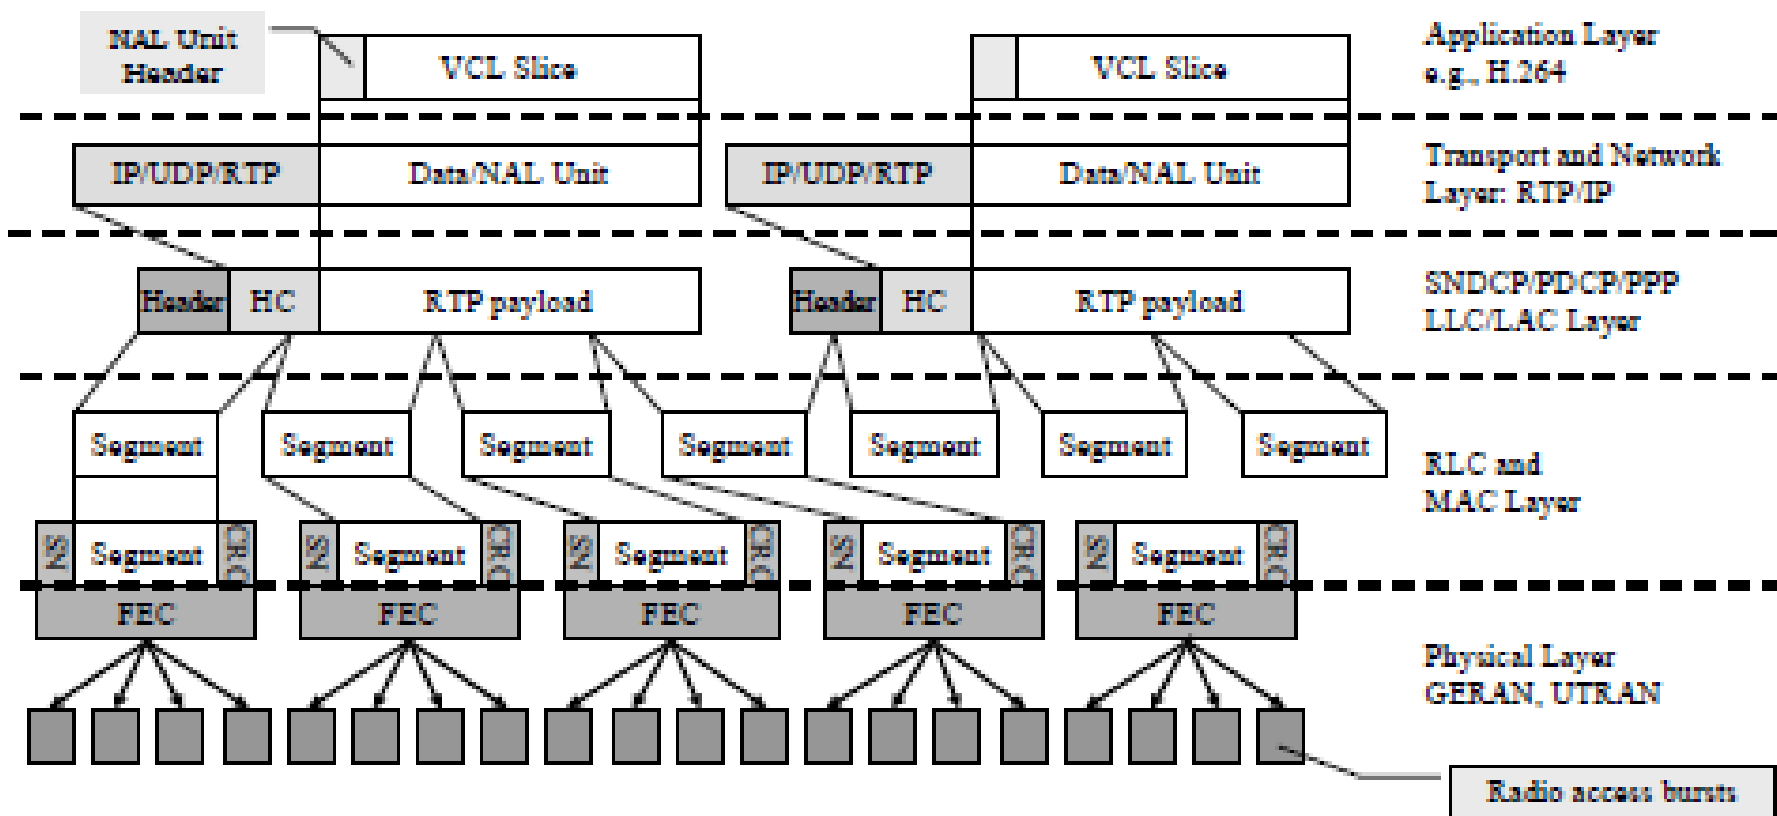 NAL Unit
Header
VCL Slice
VCL Slice
Application Layer
e.g., H.264
IP/UDP/RTP
Data/NAL Unit
IP/UDP/RTP
Data/NAL Unit
Transport and Network
Layer: RTP/IP
Header
HC
RTP payload
Header
HC
RTP payload
SNDCP/PDCP/PPP
LLC/LAC Layer
Segment
Segment
Segment
Segment
Segment
Segment
Segment
RLC and
MAC Layer
SN
Segment
CRC
SN
Segment
CRC
SN
Segment
CRC
SN
Segment
CRC
SN
Segment
CRC
FEC
FEC
FEC
FEC
FEC
Physical Layer
GERAN, UTRAN
Radio access bursts